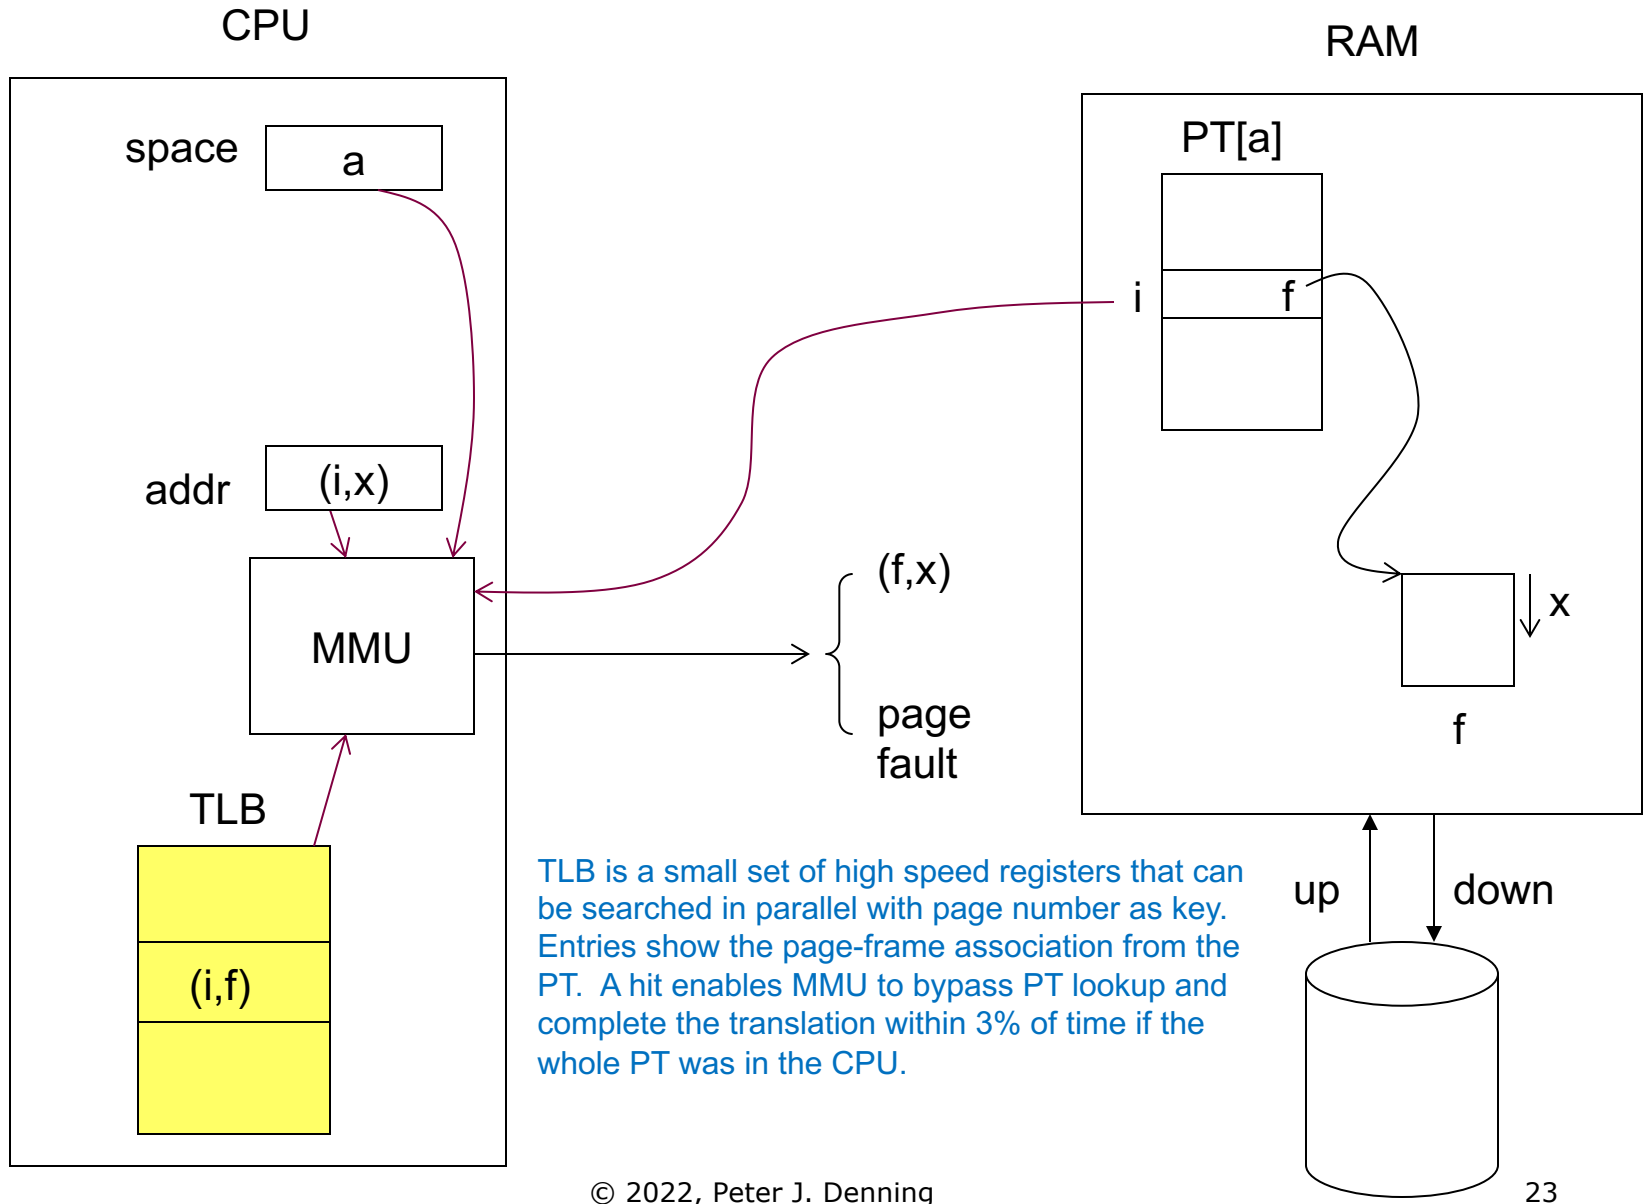 CPU
RAM
space
a
PT[a]
i
f
addr
(i,x)
MMU
(f,x)
page
fault
x
f
TLB
(i,f)
TLB is a small set of high speed registers that can
be searched in parallel with page number as key.
Entries show the page-frame association from the
PT.  A hit enables MMU to bypass PT lookup and
complete the translation within 3% of time if the
whole PT was in the CPU.
up
down
© 2022, Peter J. Denning
23